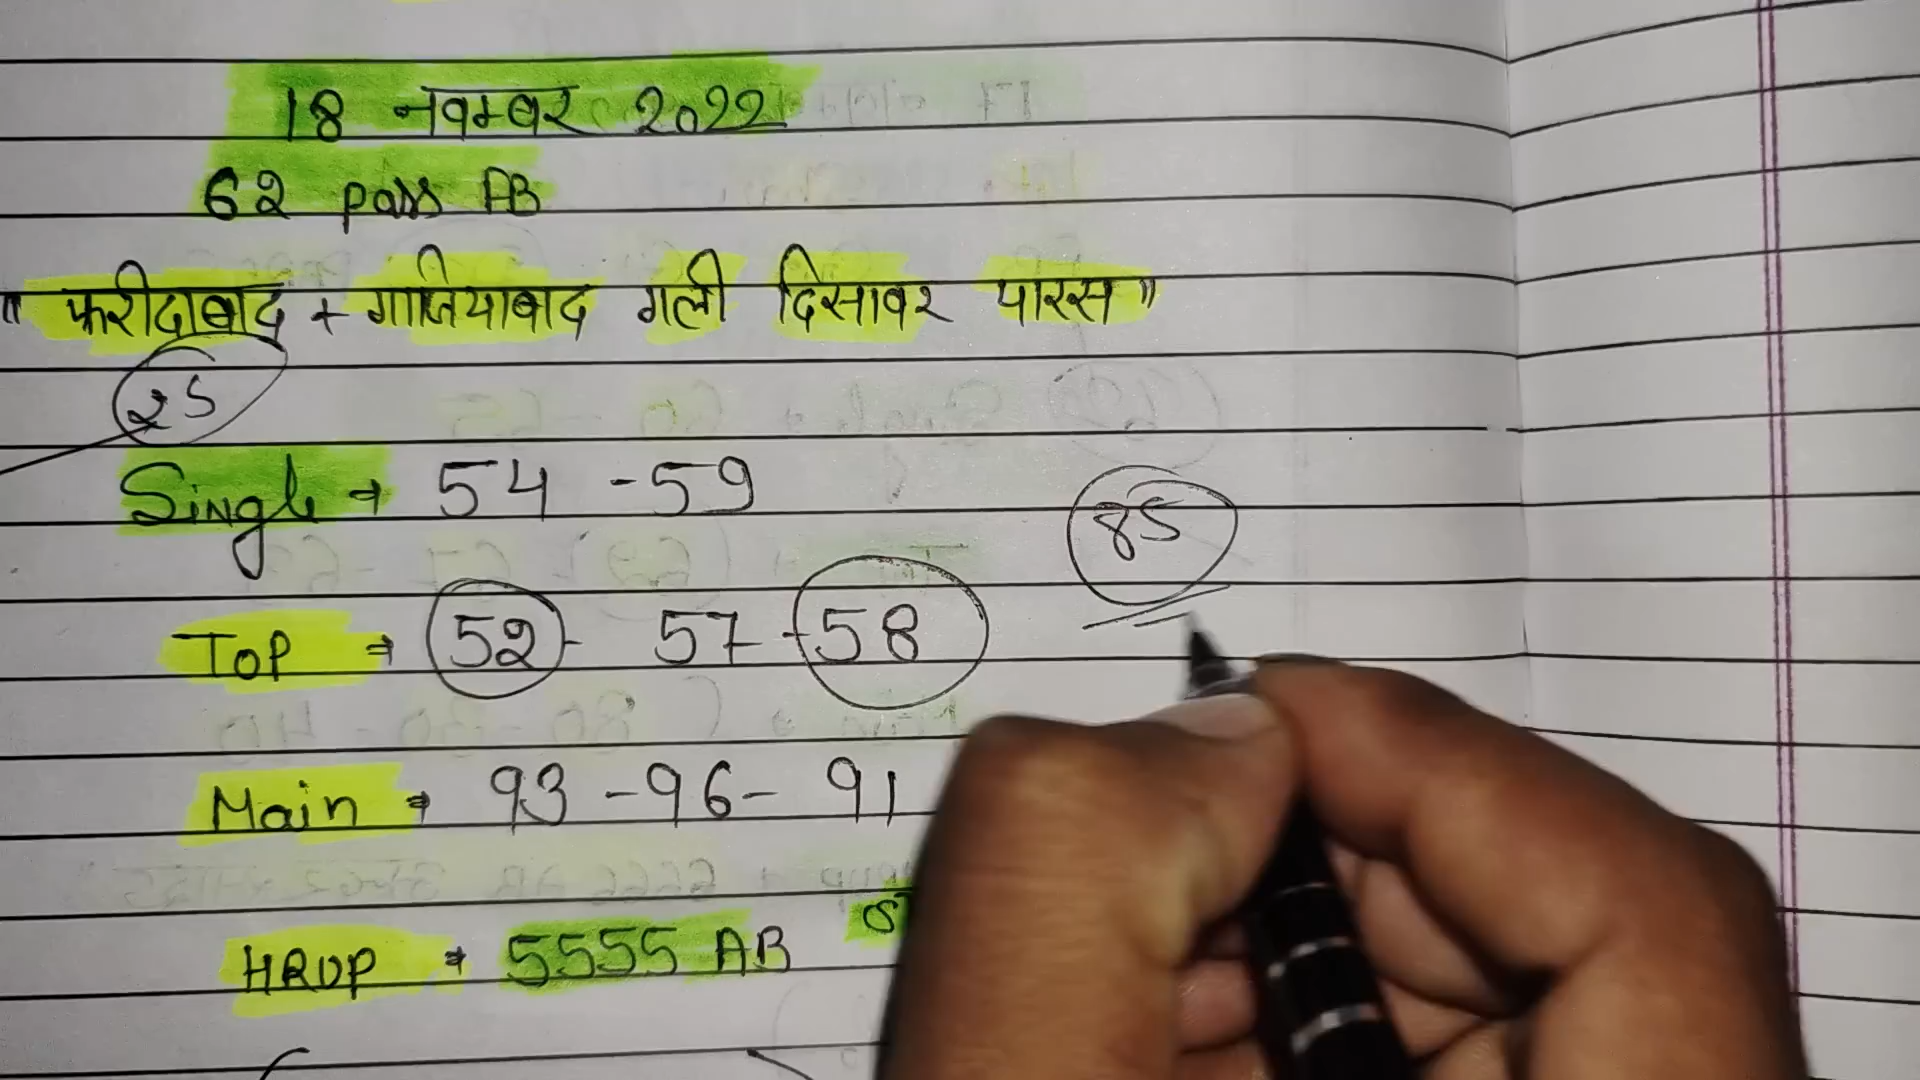 18 नवम्बर 2022
62 pass AB
" फरीदाबाद + गाजियाबाद गली दिसावर पारस "
25
Single → 54 - 59
85
TOP → 52 - 57 - 58
Main → 93 - 96 - 91
HRUP → 5555 AB